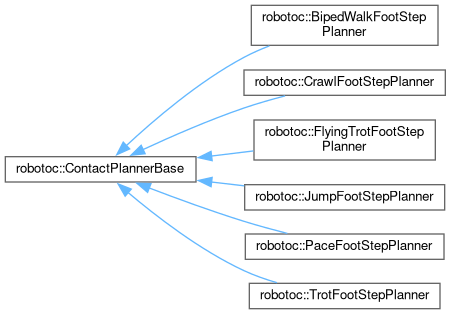 robotoc::BipedWalkFootStep
Planner
robotoc::CrawlFootStepPlanner
robotoc::FlyingTrotFootStep
Planner
robotoc::ContactPlannerBase
robotoc::JumpFootStepPlanner
robotoc::PaceFootStepPlanner
robotoc::TrotFootStepPlanner